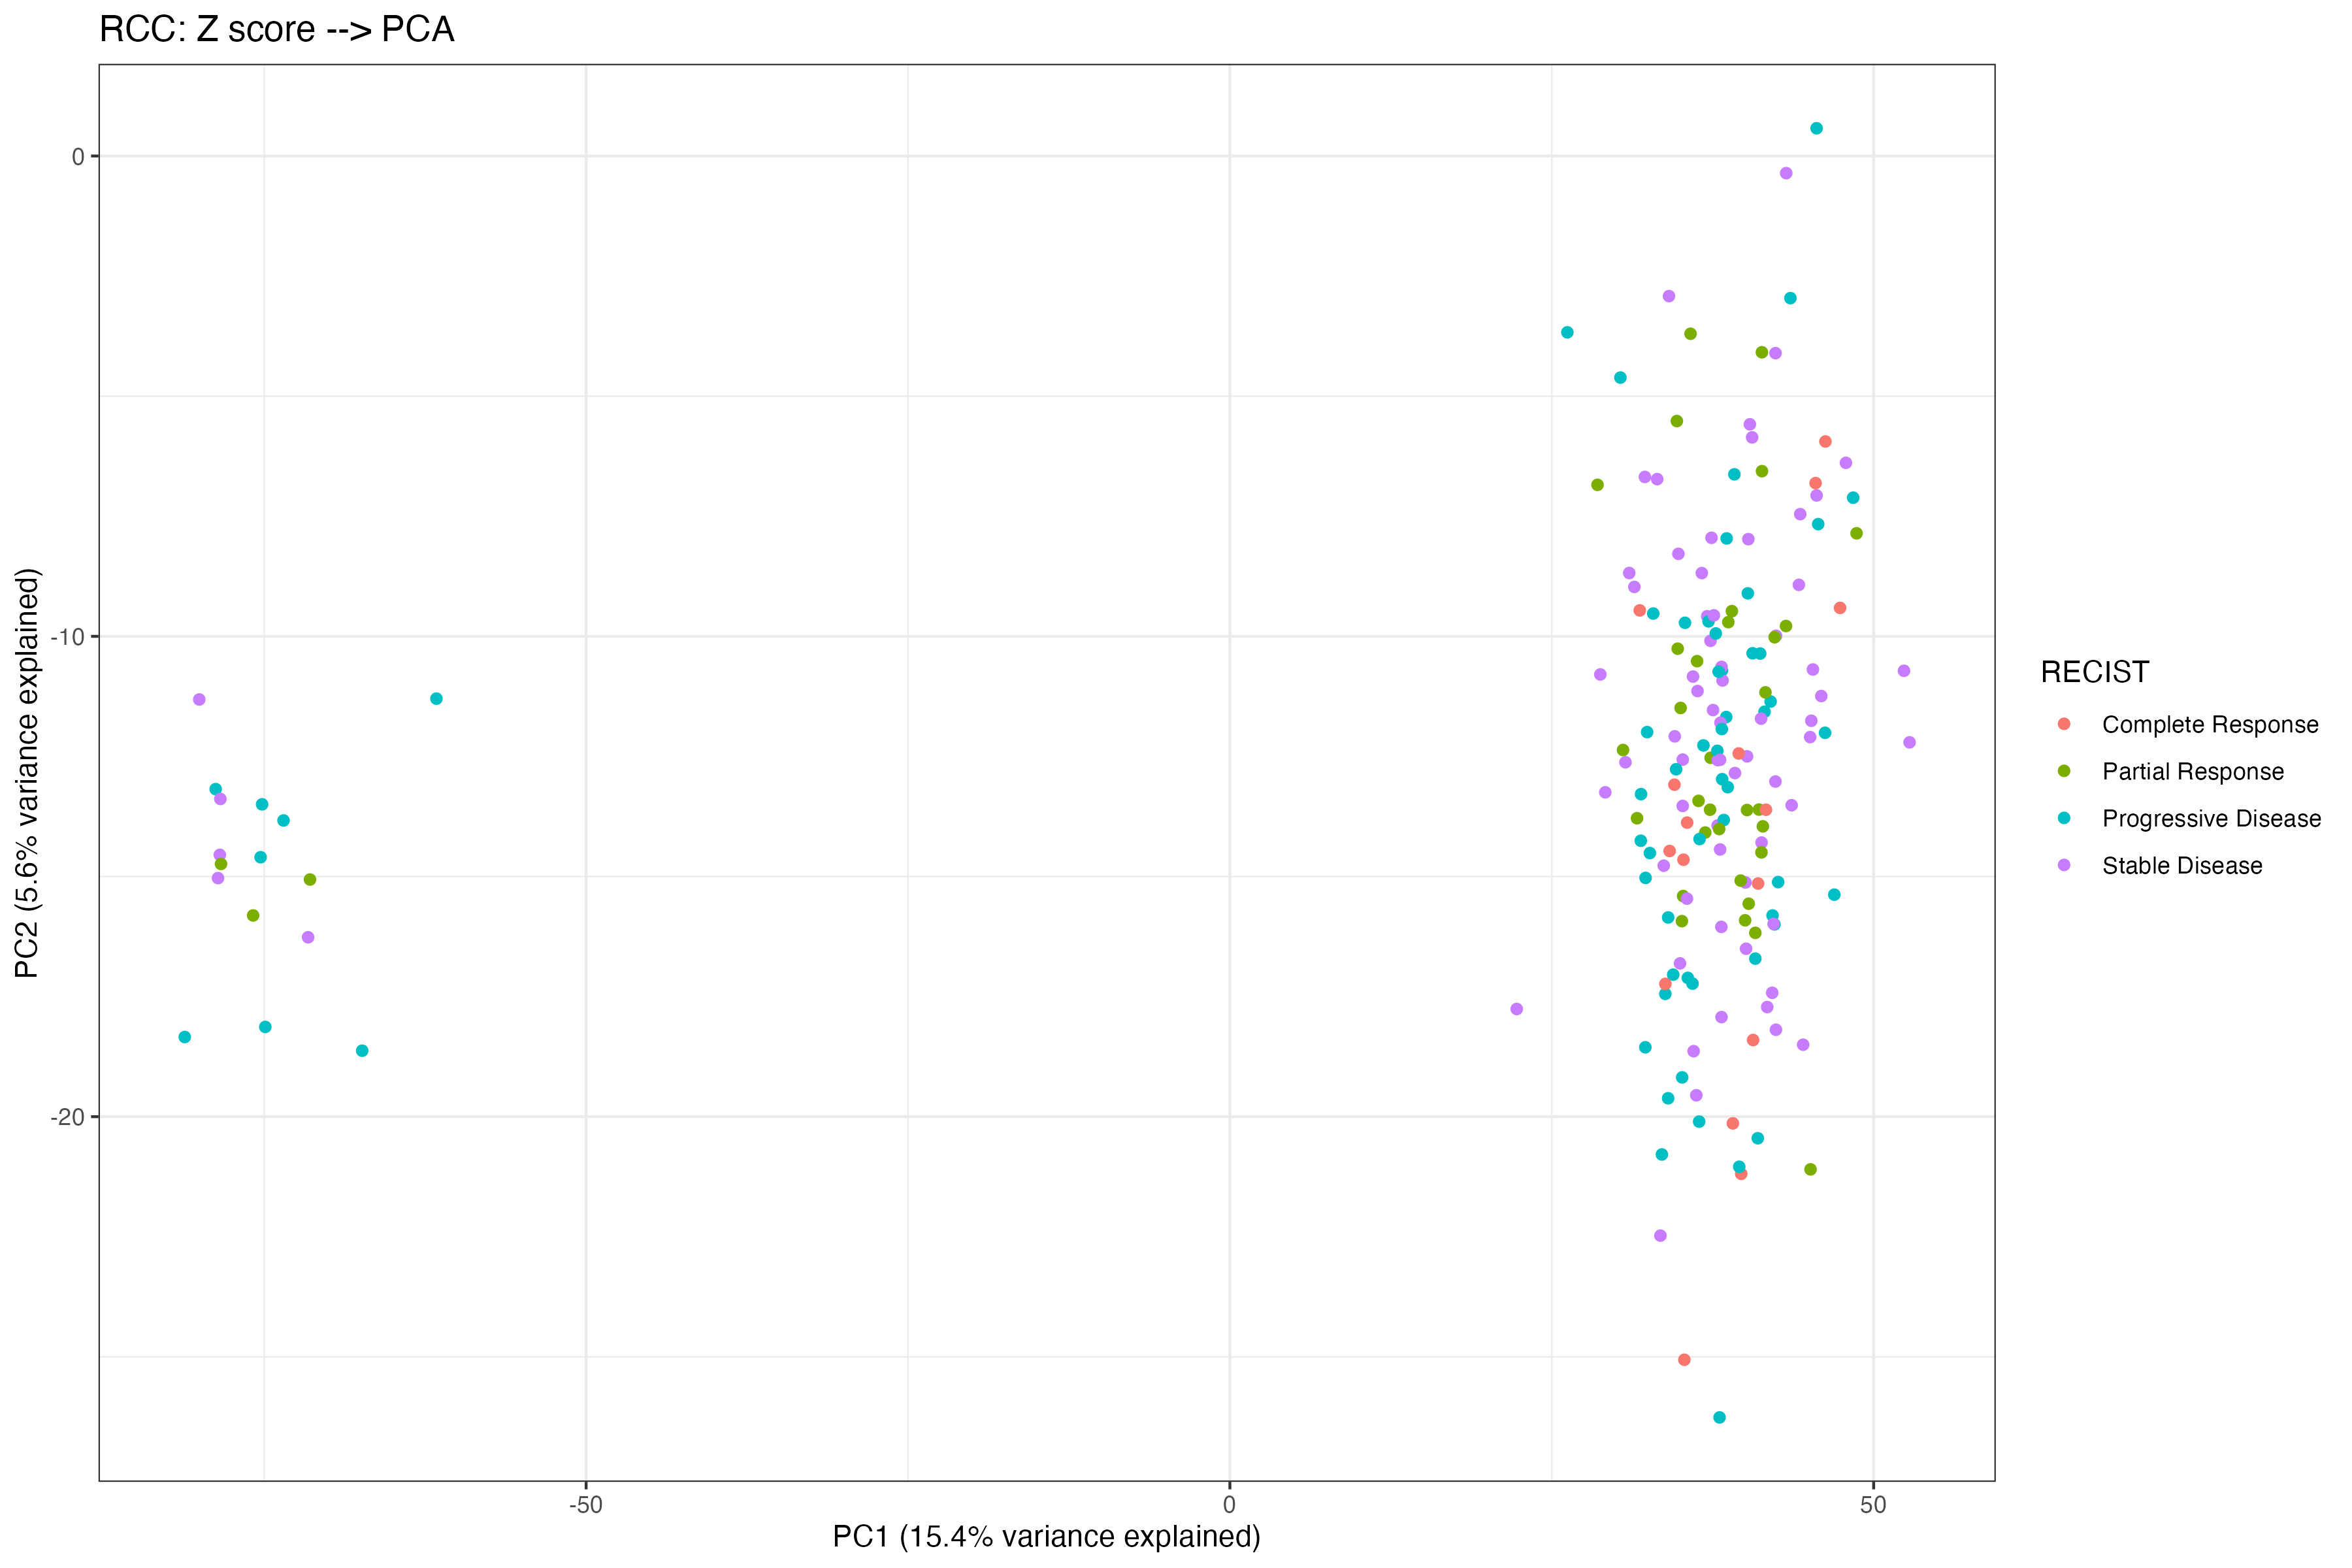 RCC: Z score --> PCA
0
-10
-20
PC2 (5.6% variance explained)
-50
0
50
PC1 (15.4% variance explained)
RECIST
Complete Response
Partial Response
Progressive Disease
Stable Disease